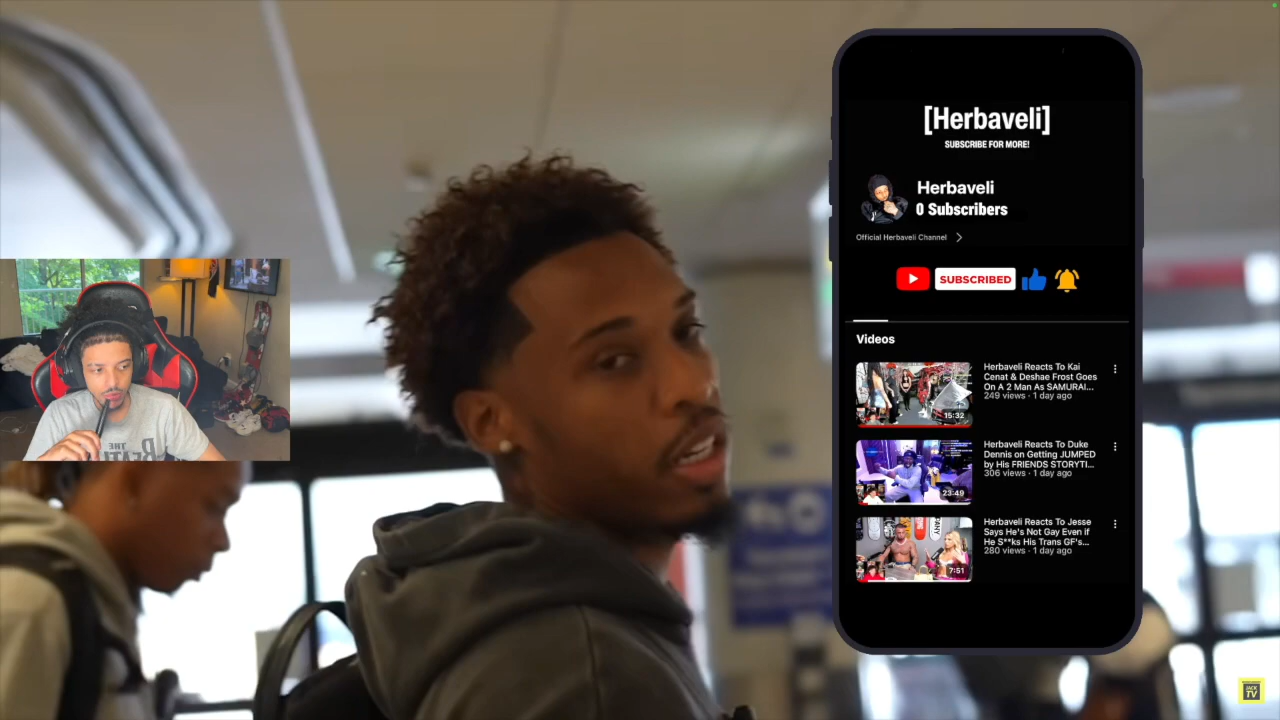 [Herbaveli]
SUBSCRIBE FOR MORE!
Herbaveli
0 Subscribers
Official Herbaveli Channel
SUBSCRIBED
Videos
Herbaveli Reacts To Kai
Cenat & Deshae Frost Goes
On A 2 Man As SAMURAI...
249 views · 1 day ago
15:32
Herbaveli Reacts To Duke
Dennis on Getting JUMPED
by His FRIENDS STORYTI...
306 views · 1 day ago
23:49
Herbaveli Reacts To Jesse
Says He's Not Gay Even if
He S**ks His Trans GF's...
280 views · 1 day ago
7:51
JACK
TV